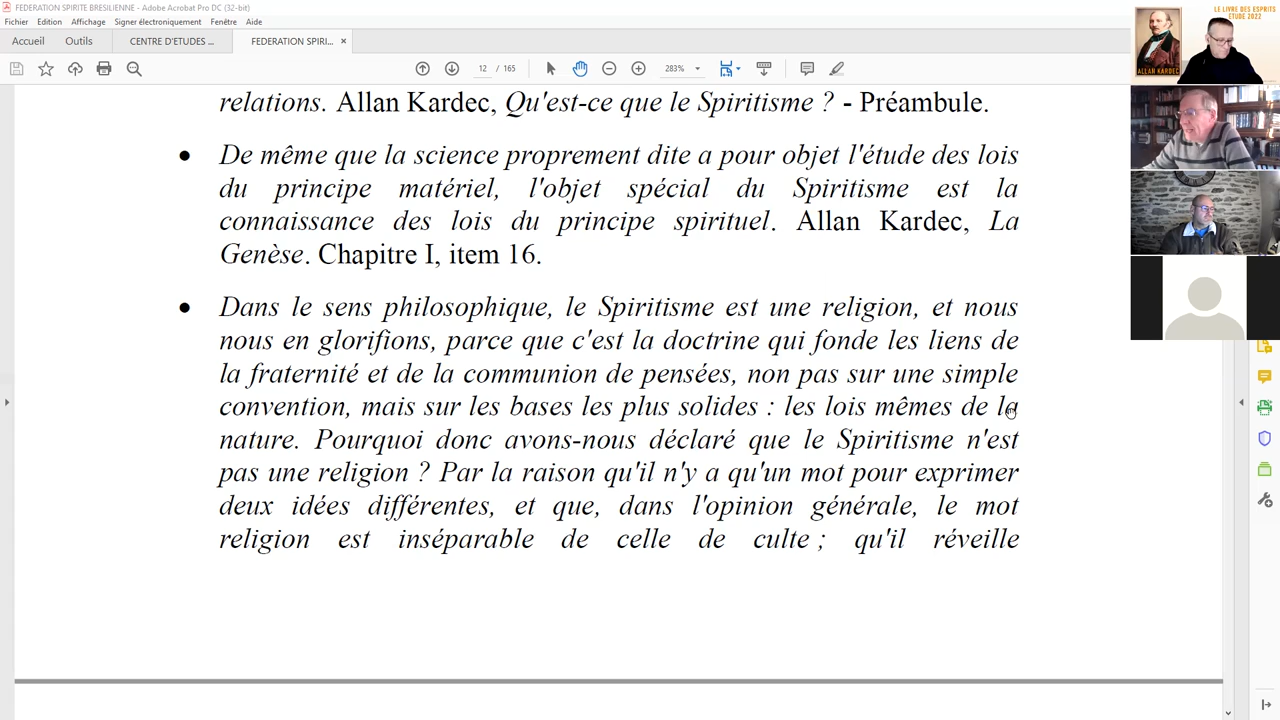 FEDERATION SPIRITE BRESILIENNE - Adobe Acrobat Pro DC (32-bit)
Fichier Edition Affichage Signer électroniquement Fenêtre Aide
Accueil Outils CENTRE D'ETUDES ... FEDERATION SPIRI... ×
12 / 165 283%
relations. Allan Kardec, Qu'est-ce que le Spiritisme ? - Préambule.
• De même que la science proprement dite a pour objet l'étude des lois
du principe matériel, l'objet spécial du Spiritisme est la
connaissance des lois du principe spirituel. Allan Kardec, La
Genèse. Chapitre I, item 16.
• Dans le sens philosophique, le Spiritisme est une religion, et nous
nous en glorifions, parce que c'est la doctrine qui fonde les liens de
la fraternité et de la communion de pensées, non pas sur une simple
convention, mais sur les bases les plus solides : les lois mêmes de la
nature. Pourquoi donc avons-nous déclaré que le Spiritisme n'est
pas une religion ? Par la raison qu'il n'y a qu'un mot pour exprimer
deux idées différentes, et que, dans l'opinion générale, le mot
religion est inséparable de celle de culte ; qu'il réveille
LE LIVRE DES ESPRITS
ETUDE 2022
ALLAN KARDEC